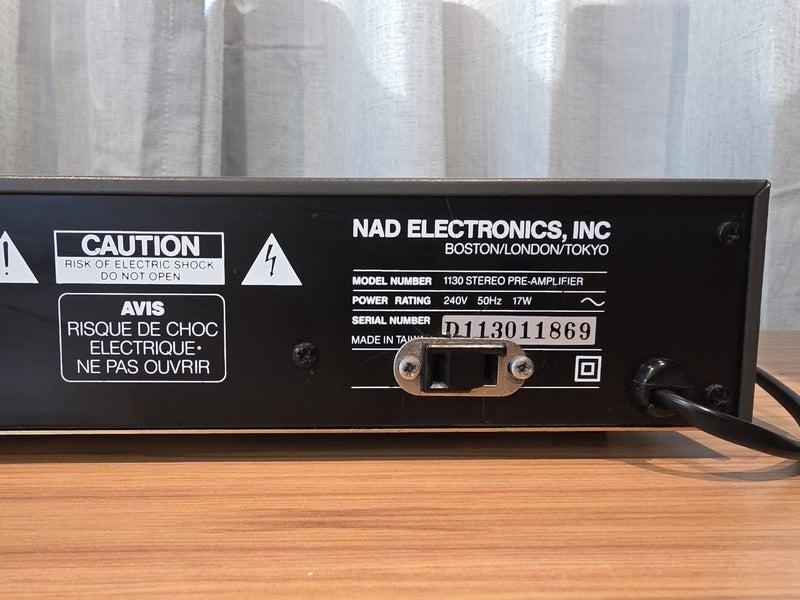 !
CAUTION
RISK OF ELECTRIC SHOCK
DO NOT OPEN
AVIS
RISQUE DE CHOC
ELECTRIQUE•
NE PAS OUVRIR
NAD ELECTRONICS, INC
BOSTON/LONDON/TOKYO
MODEL NUMBER 1130 STEREO PRE-AMPLIFIER
POWER RATING 240V 50Hz 17W ~
SERIAL NUMBER D113011869
MADE IN